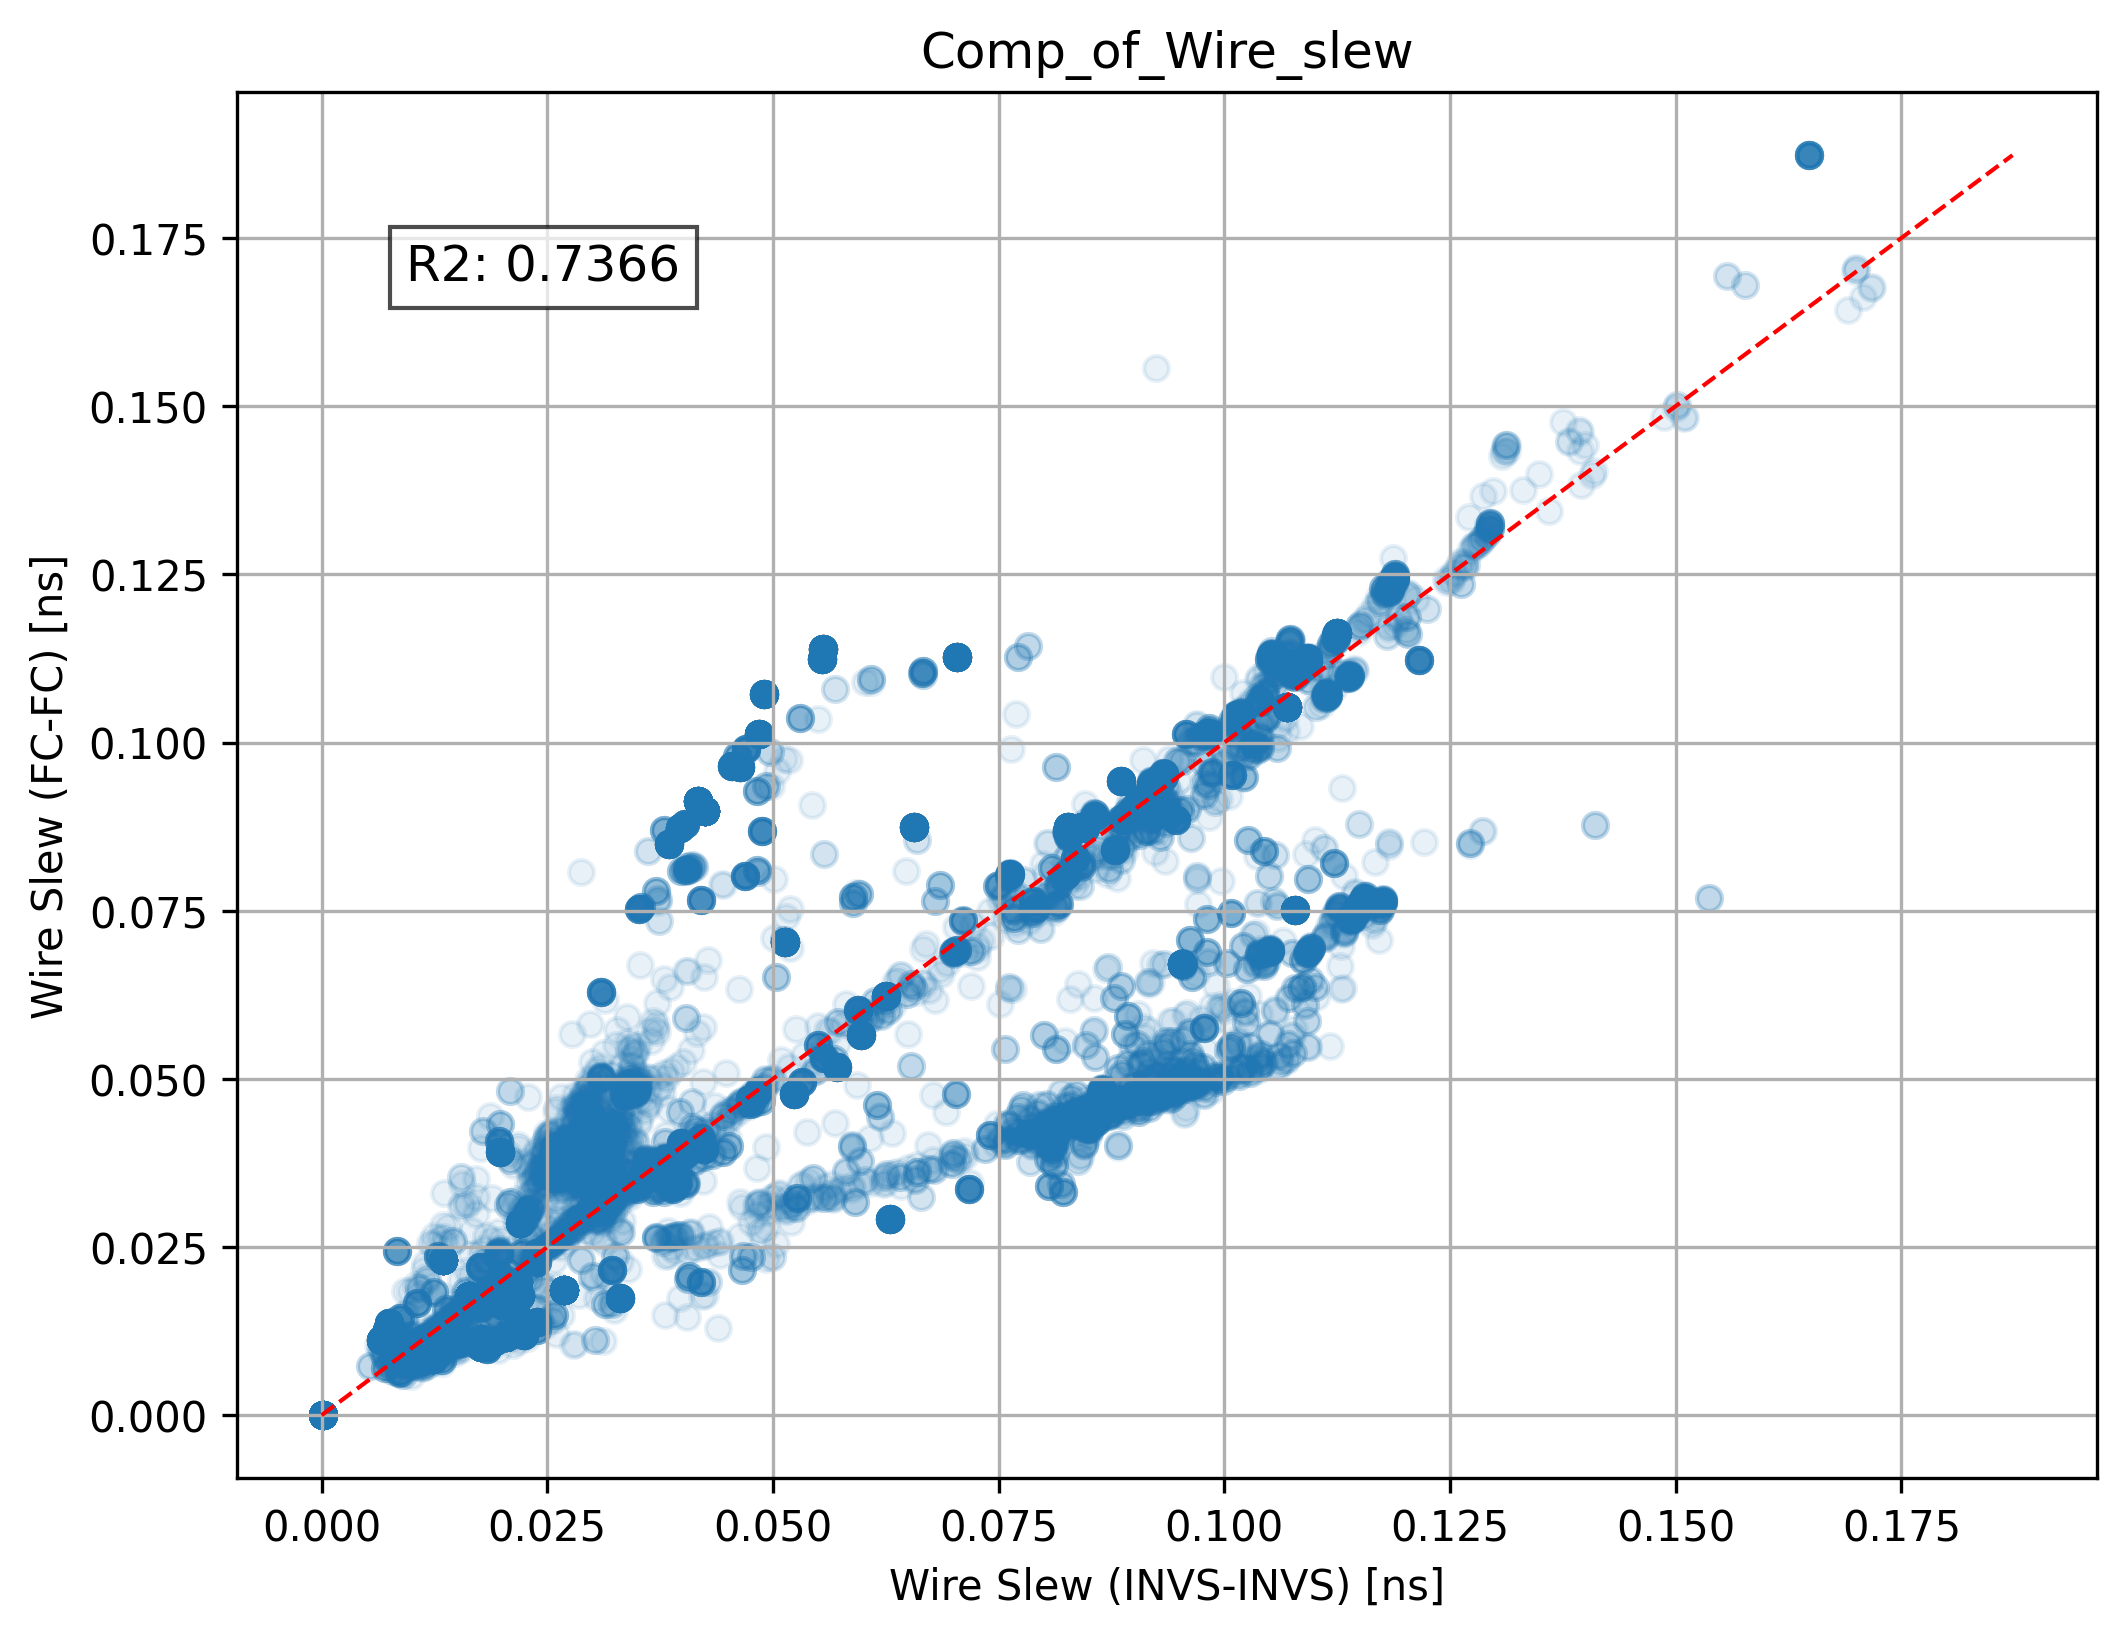 Comp_of_Wire_slew
R2: 0.7366
Wire Slew (FC-FC) [ns]
0.175
0.150
0.125
0.100
0.075
0.050
0.025
0.000
0.000 0.025 0.050 0.075 0.100 0.125 0.150 0.175
Wire Slew (INVS-INVS) [ns]